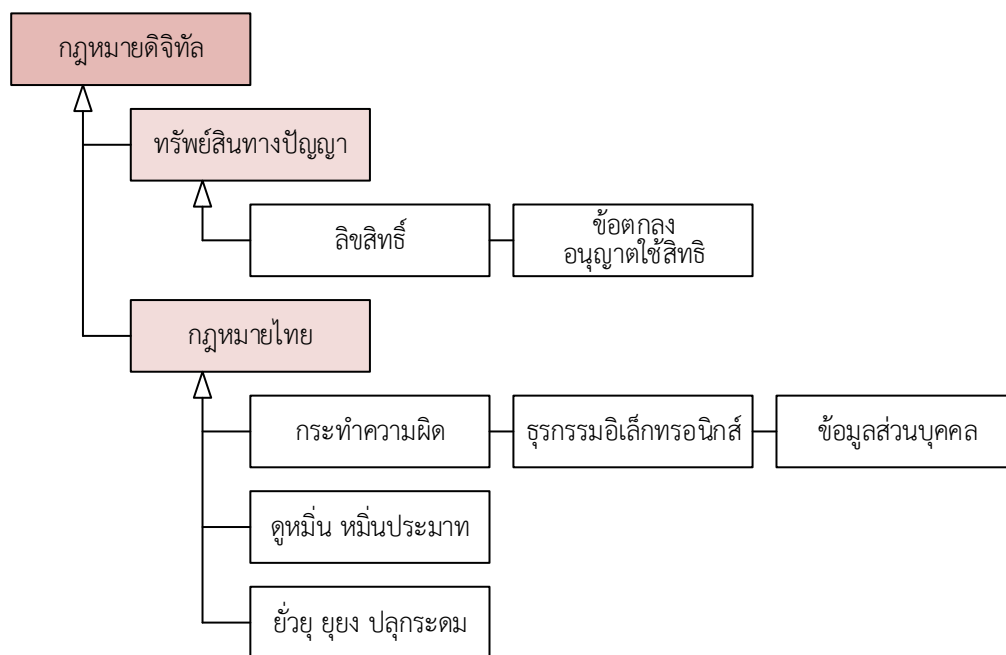 กฎหมายดิจิทัล
ทรัพย์สินทางปัญญา
ลิขสิทธิ์
ข้อตกลง
อนุญาตใช้สิทธิ
กฎหมายไทย
กระทำความผิด
ธุรกรรมอิเล็กทรอนิกส์
ข้อมูลส่วนบุคคล
ดูหมิ่น หมิ่นประมาท
ยั่วยุ ยุยง ปลุกระดม